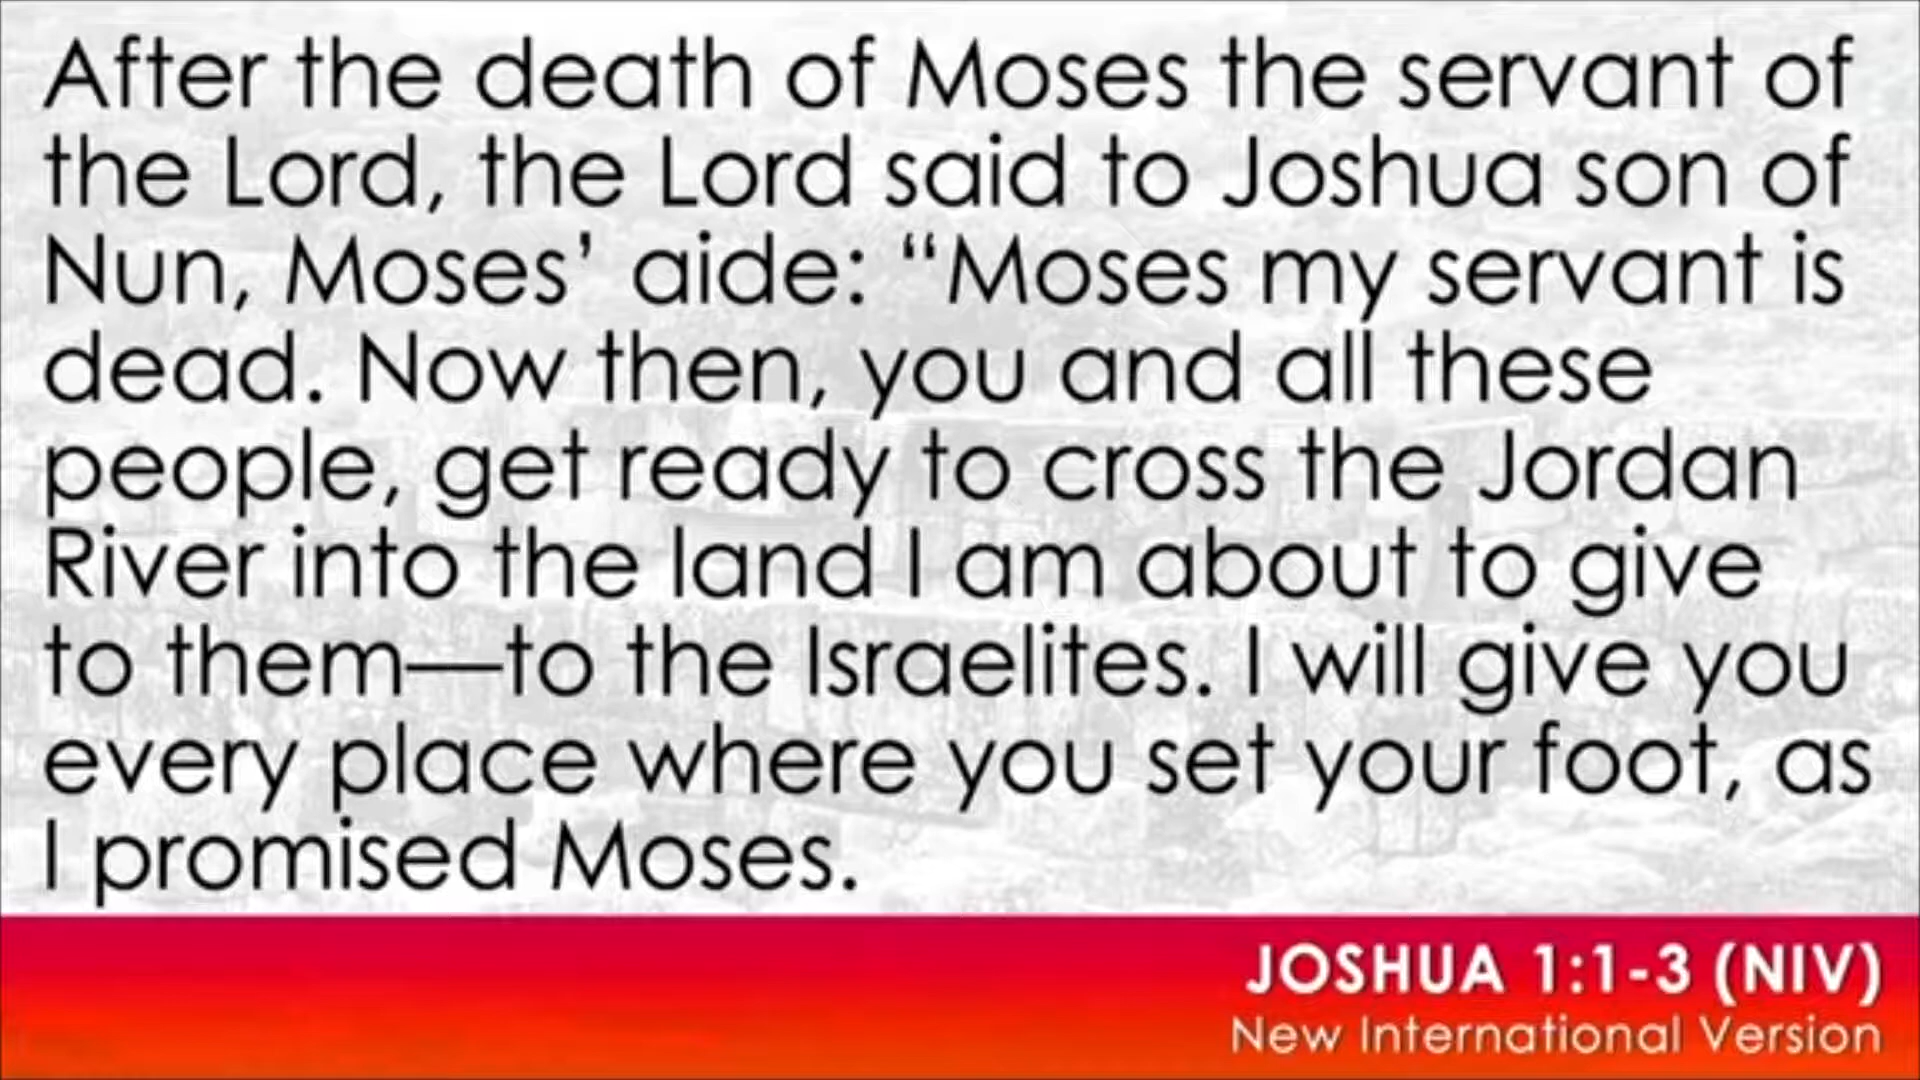 After the death of Moses the servant of
the Lord, the Lord said to Joshua son of
Nun, Moses’ aide: “Moses my servant is
dead. Now then, you and all these
people, get ready to cross the Jordan
River into the land I am about to give
to them—to the Israelites. I will give you
every place where you set your foot, as
I promised Moses.
JOSHUA 1:1-3 (NIV)
New International Version